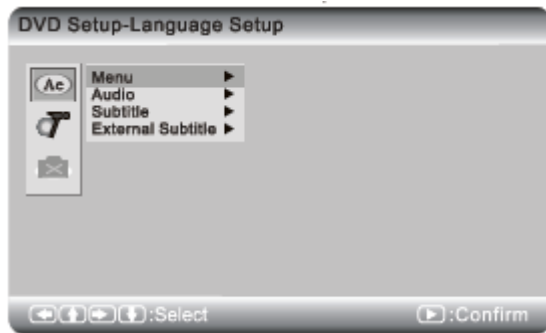 DVD Setup-Language Setup
Ac
Menu
Audio
Subtitle
External Subtitle
:Select
:Confirm